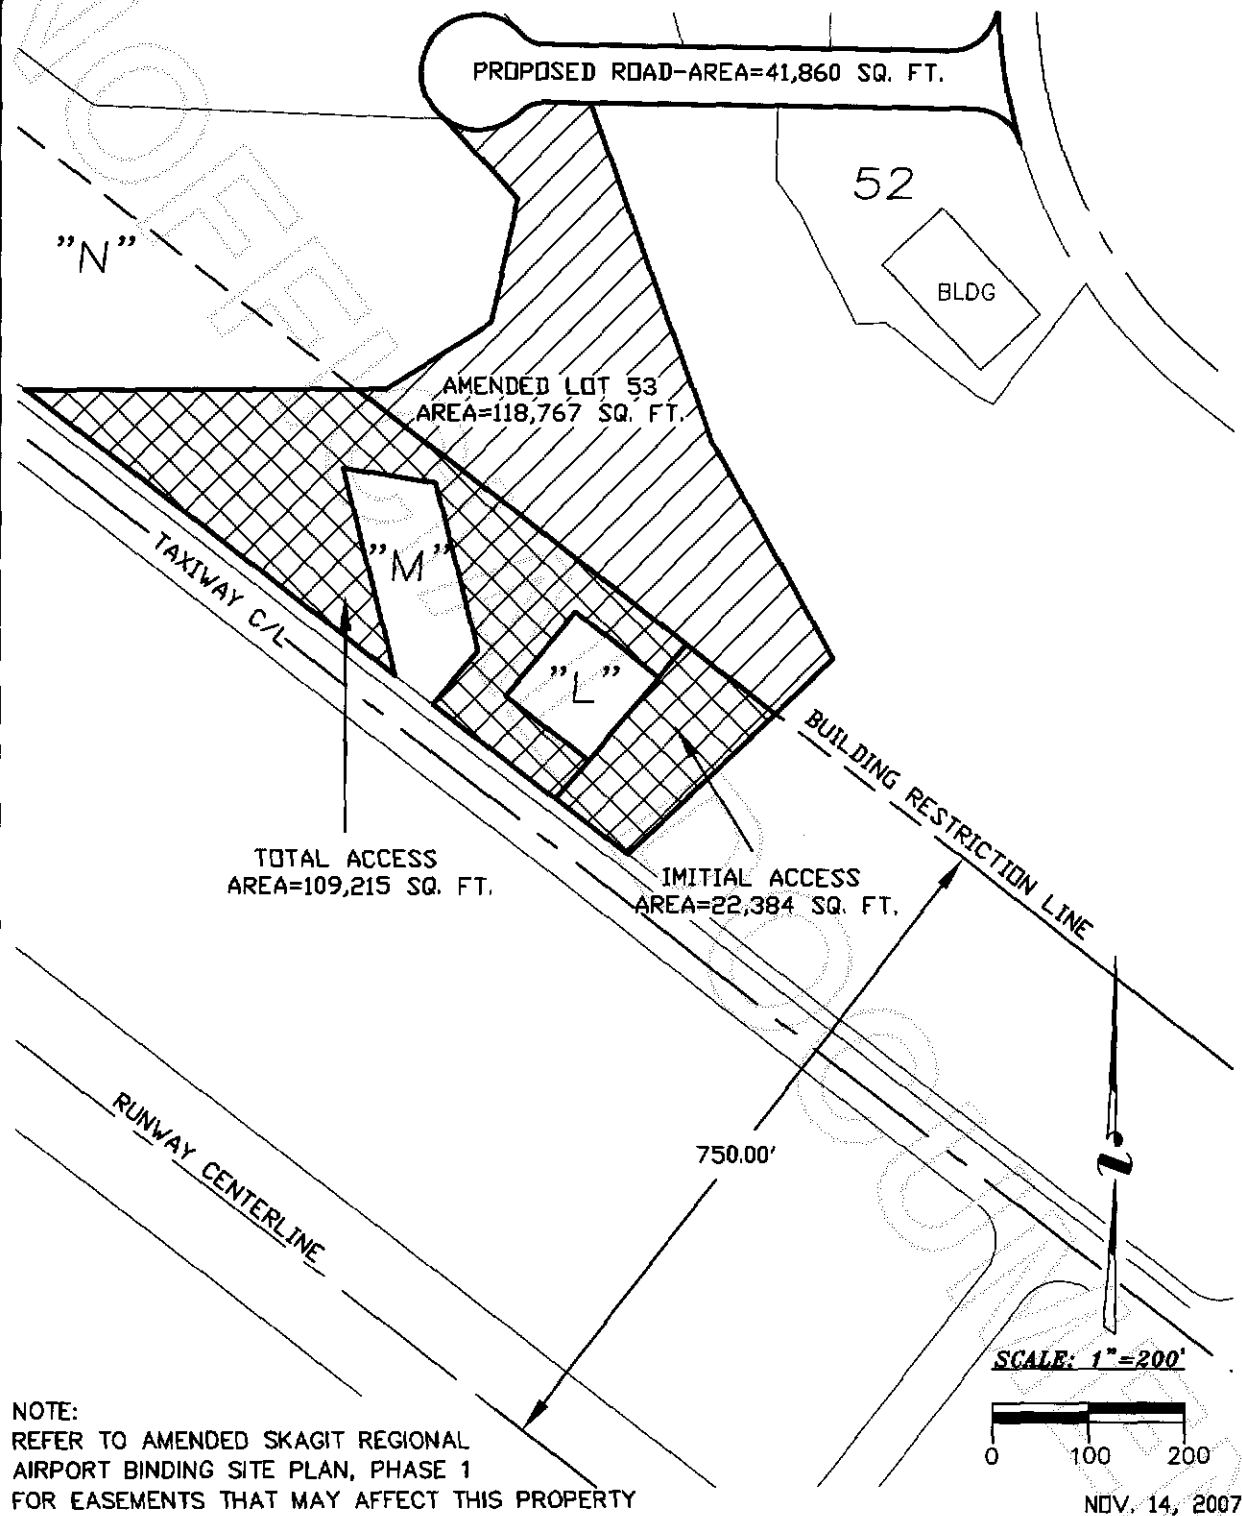 PROPOSED ROAD-AREA=41,860 SQ. FT.
52
"N"
BLDG
AMENDED LOT 53
AREA=118,767 SQ. FT.
"M"
TAXIWAY C/L
"L"
BUILDING RESTRICTION LINE
TOTAL ACCESS
AREA=109,215 SQ. FT.
IMITIAL ACCESS
AREA=22,384 SQ. FT.
RUNWAY CENTERLINE
750.00'
SCALE: 1"=200'
0 100 200
NOTE:
REFER TO AMENDED SKAGIT REGIONAL
AIRPORT BINDING SITE PLAN, PHASE 1
FOR EASEMENTS THAT MAY AFFECT THIS PROPERTY
NOV. 14, 2007